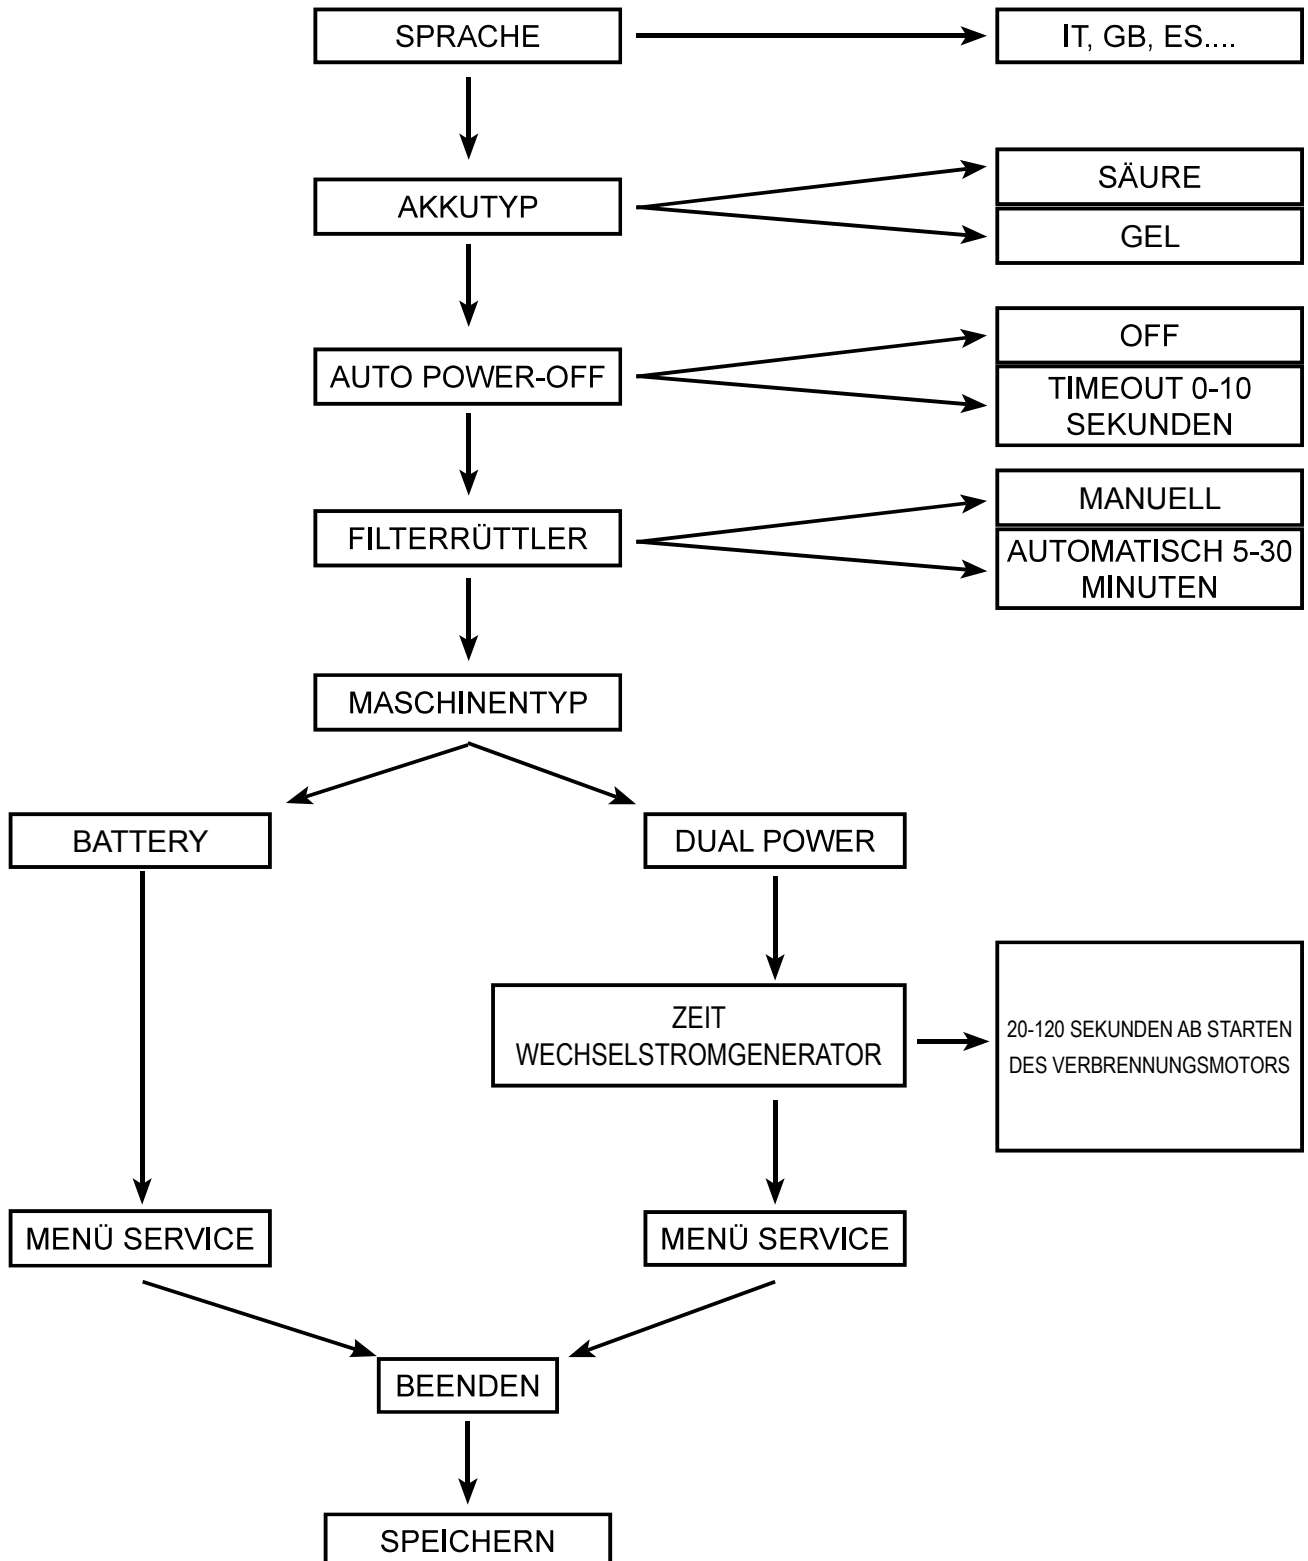 SPRACHE
IT, GB, ES....
AKKUTYP
SÄURE
GEL
AUTO POWER-OFF
OFF
TIMEOUT 0-10
SEKUNDEN
FILTERRÜTTLER
MANUELL
AUTOMATISCH 5-30
MINUTEN
MASCHINENTYP
BATTERY
DUAL POWER
ZEIT
WECHSELSTROMGENERATOR
20-120 SEKUNDEN AB STARTEN
DES VERBRENNUNGSMOTORS
MENÜ SERVICE
MENÜ SERVICE
BEENDEN
SPEICHERN